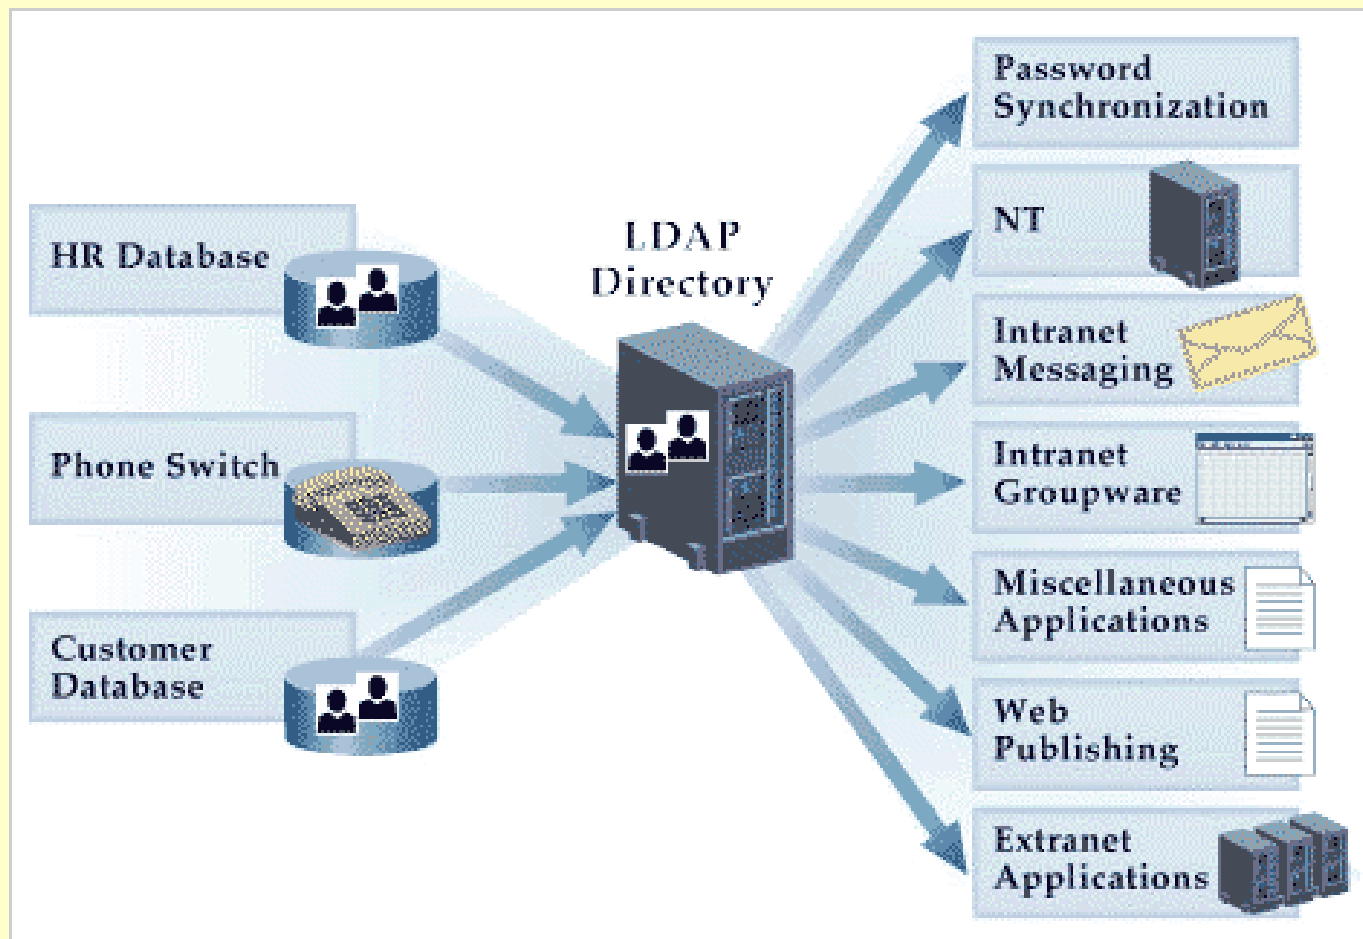 HR Database
Phone Switch
Customer
Database
LDAP
Directory
Password
Synchronization
NT
Intranet
Messaging
Intranet
Groupware
Miscellaneous
Applications
Web
Publishing
Extranet
Applications